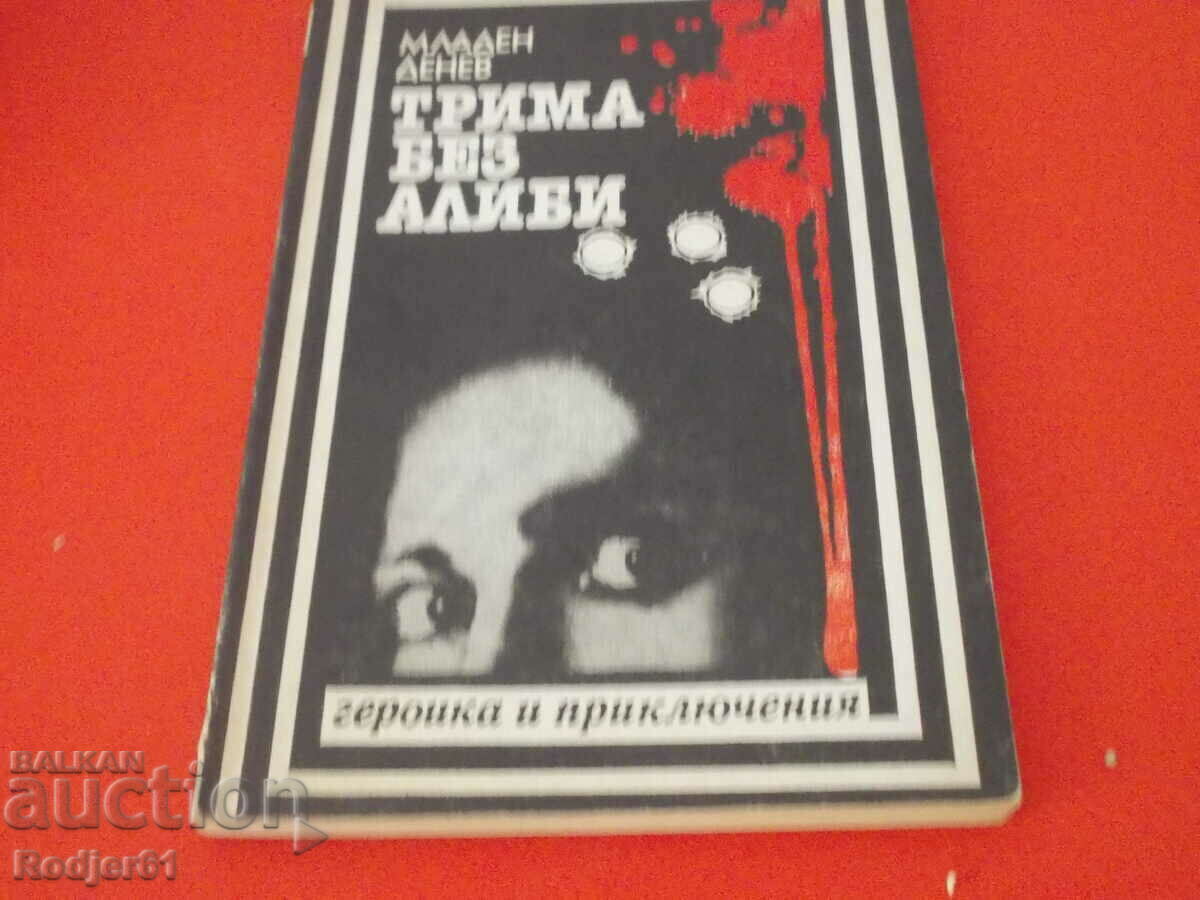 МЛАДЕН
ДЕНЕВ
ТРИМА
БЕЗ
АЛИБИ
героика и приключения
BALKAN
auction
Rodjer61